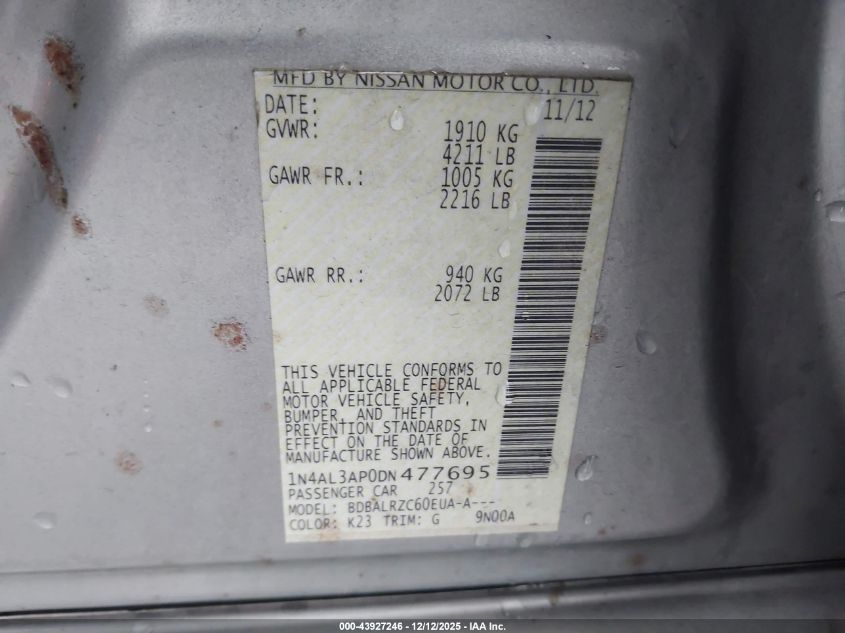 MFD BY NISSAN MOTOR CO., LTD.
DATE: 11/12
GVWR: 1910 KG
4211 LB
GAWR FR.: 1005 KG
2216 LB
GAWR RR.: 940 KG
2072 LB
THIS VEHICLE CONFORMS TO
ALL APPLICABLE FEDERAL
MOTOR VEHICLE SAFETY,
BUMPER, AND THEFT
PREVENTION STANDARDS IN
EFFECT ON THE DATE OF
MANUFACTURE SHOWN ABOVE.
1N4AL3AP0DN477695
PASSENGER CAR 257
MODEL: BDBALRZC60EUA-A---
COLOR: K23 TRIM: G 9N00A
000-43927246 - 12/12/2025 - IAA Inc.